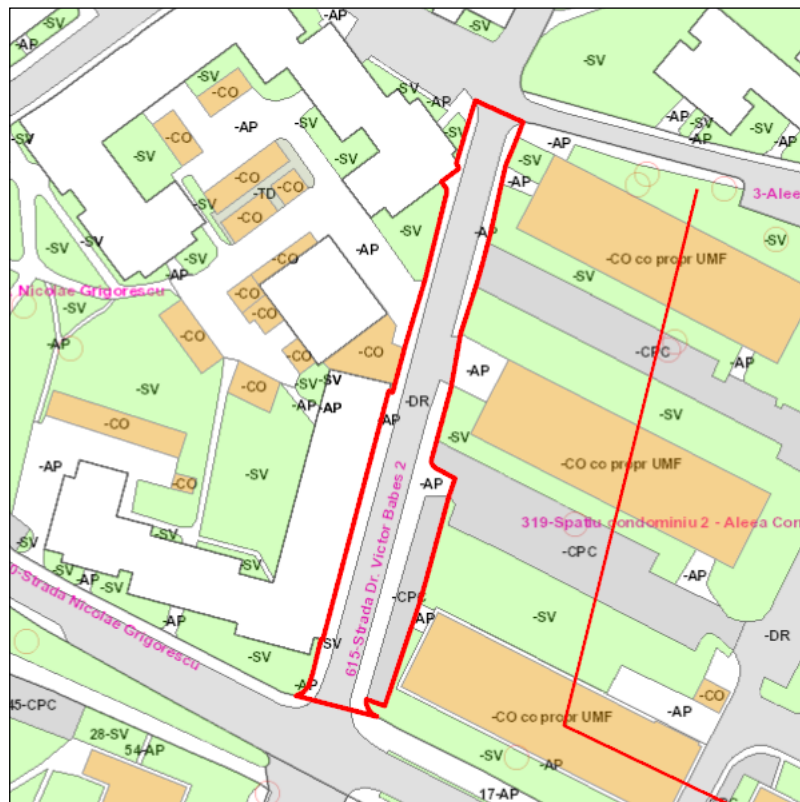 -SV
-AP
-AP
-SV
-SV
-SV
-CO
-AP
-CO
-AP
-SV
-AP
-SV
-AP
-SV
-AP
-SV
-CO
-SV
-SV
-SV
-AP
-SV
-CO
-TD
-CO
-SV
-AP
3-Alee
-CO
-SV
-AP
-SV
-SV
-SV
-AP
-SV
-CO
-CO co propr UMF
-AP
-SV
Nicolae Grigorescu
-CO
-SV
-CO
-AP
-CO
-CO
-CPC
-AP
-SV
-SV
-SV
-CO
-AP
-AP
-AP
-DR
-SV
-CO
-AP
-SV
-AP
-SV
-CO co propr UMF
-CO
-AP
615-Strada Dr. Victor Babes 2
319-Spatiu condominiu 2 - Aleea Con
-SV
-CPC
-SV
-AP
-AP
-SV
-SV
-CPC
0-Strada Nicolae Grigorescu
-AP
-AP
-SV
-DR
-SV
-SV
-AP
-CO
45-CPC
-AP
-CO co propr UMF
28-SV
54-AP
-SV
-AP
17-AP